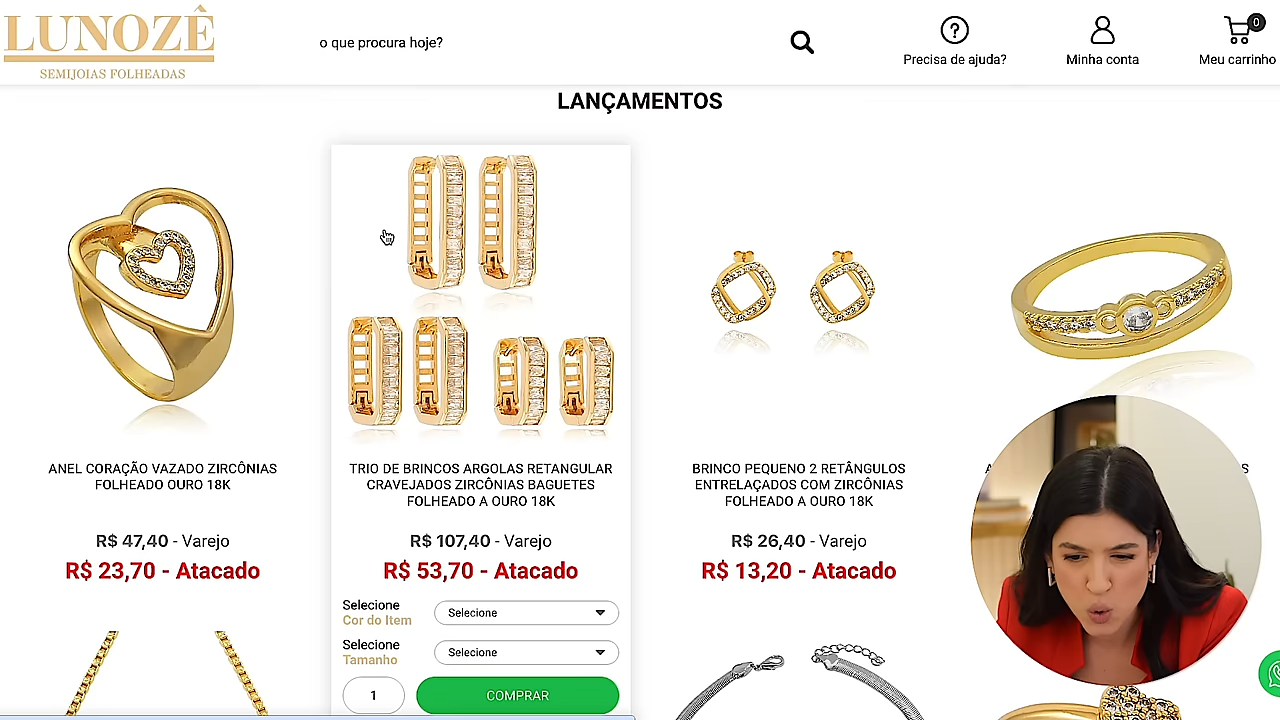 LUNOZÊ
SEMIJOIAS FOLHEADAS
o que procura hoje?
Precisa de ajuda?
Minha conta
0
Meu carrinho
LANÇAMENTOS
ANEL CORAÇÃO VAZADO ZIRCÔNIAS
FOLHEADO OURO 18K
R$ 47,40 - Varejo
R$ 23,70 - Atacado
TRIO DE BRINCOS ARGOLAS RETANGULAR
CRAVEJADOS ZIRCÔNIAS BAGUETES
FOLHEADO A OURO 18K
R$ 107,40 - Varejo
R$ 53,70 - Atacado
Selecione
Cor do Item
Selecione
Selecione
Tamanho
Selecione
1
COMPRAR
BRINCO PEQUENO 2 RETÂNGULOS
ENTRELAÇADOS COM ZIRCÔNIAS
FOLHEADO A OURO 18K
R$ 26,40 - Varejo
R$ 13,20 - Atacado